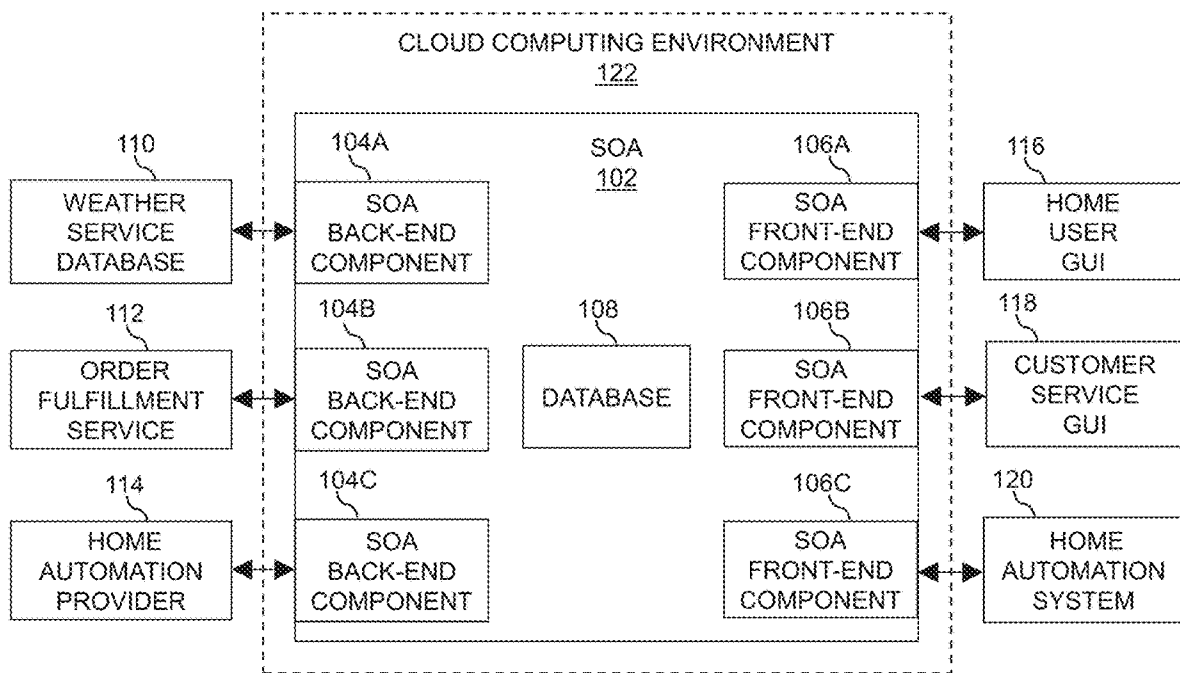 CLOUD COMPUTING ENVIRONMENT
122
110
WEATHER
SERVICE
DATABASE
104A
SOA
BACK-END
COMPONENT
SOA
102
106A
SOA
FRONT-END
COMPONENT
116
HOME
USER
GUI
112
ORDER
FULFILLMENT
SERVICE
104B
SOA
BACK-END
COMPONENT
108
DATABASE
106B
SOA
FRONT-END
COMPONENT
118
CUSTOMER
SERVICE
GUI
114
HOME
AUTOMATION
PROVIDER
104C
SOA
BACK-END
COMPONENT
106C
SOA
FRONT-END
COMPONENT
120
HOME
AUTOMATION
SYSTEM